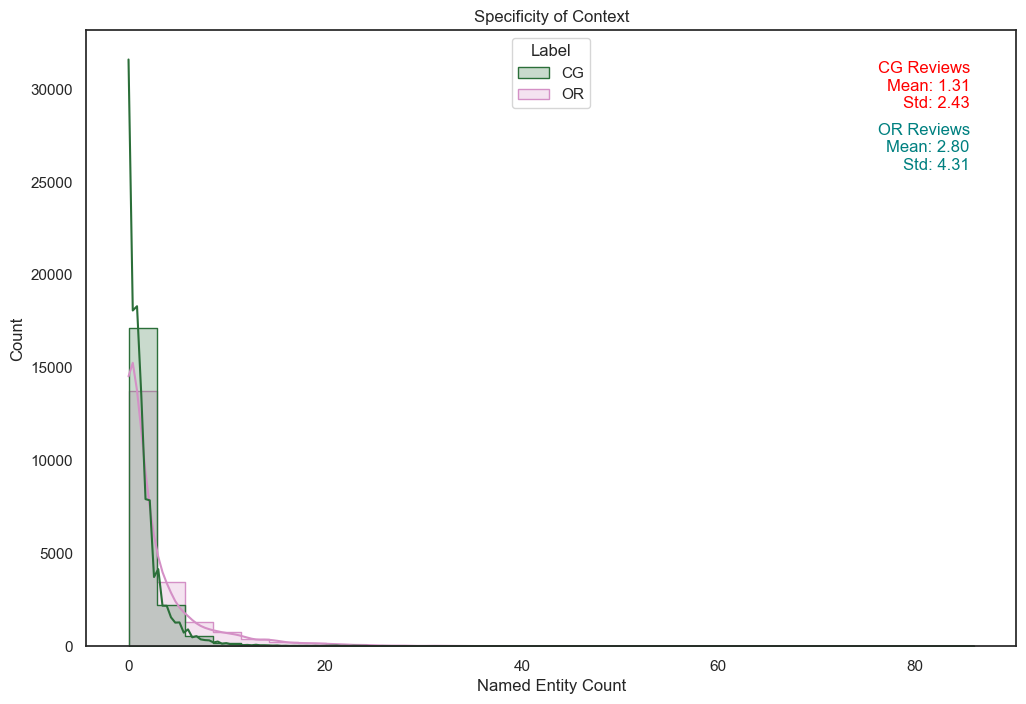 Specificity of Context
Label
CG
OR
CG Reviews
Mean: 1.31
Std: 2.43
OR Reviews
Mean: 2.80
Std: 4.31
30000
25000
20000
15000
10000
5000
0
Count
0 20 40 60 80
Named Entity Count